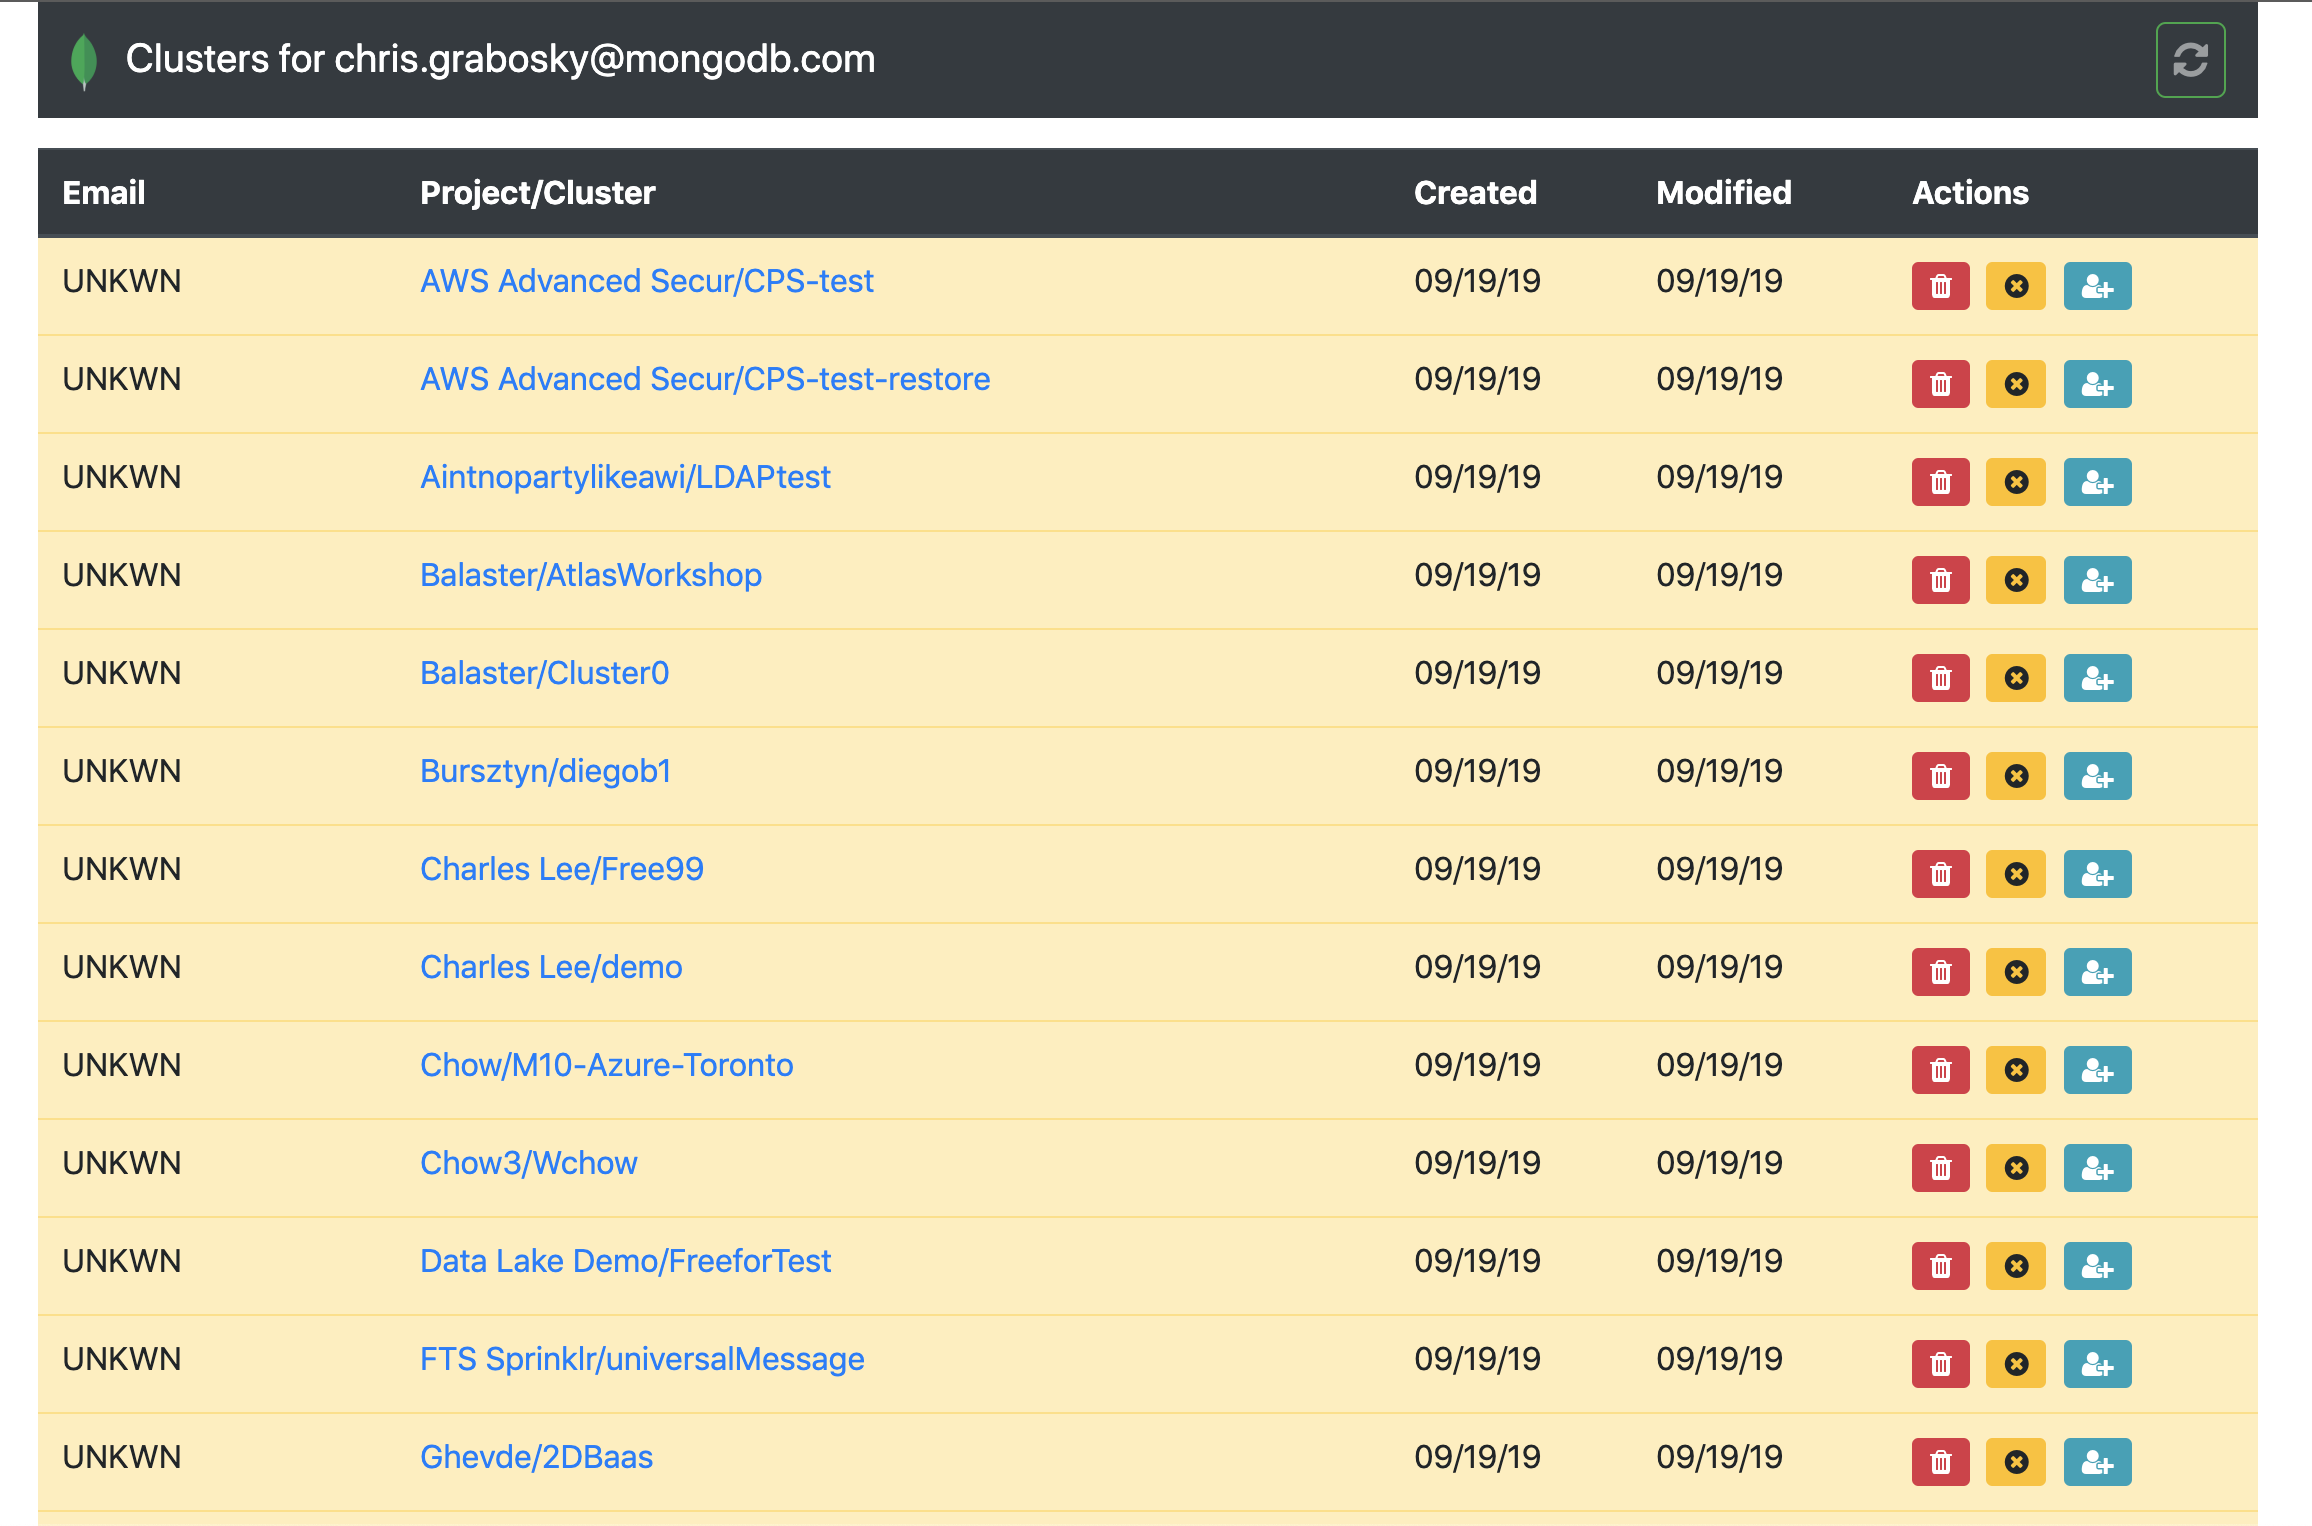 Clusters for chris.grabosky@mongodb.com
Email Project/Cluster Created Modified Actions
UNKWN AWS Advanced Secur/CPS-test 09/19/19 09/19/19
UNKWN AWS Advanced Secur/CPS-test-restore 09/19/19 09/19/19
UNKWN Aintnopartylikeawi/LDAPtest 09/19/19 09/19/19
UNKWN Balaster/AtlasWorkshop 09/19/19 09/19/19
UNKWN Balaster/Cluster0 09/19/19 09/19/19
UNKWN Bursztyn/diegob1 09/19/19 09/19/19
UNKWN Charles Lee/Free99 09/19/19 09/19/19
UNKWN Charles Lee/demo 09/19/19 09/19/19
UNKWN Chow/M10-Azure-Toronto 09/19/19 09/19/19
UNKWN Chow3/Wchow 09/19/19 09/19/19
UNKWN Data Lake Demo/FreeforTest 09/19/19 09/19/19
UNKWN FTS Sprinklr/universalMessage 09/19/19 09/19/19
UNKWN Ghevde/2DBaas 09/19/19 09/19/19